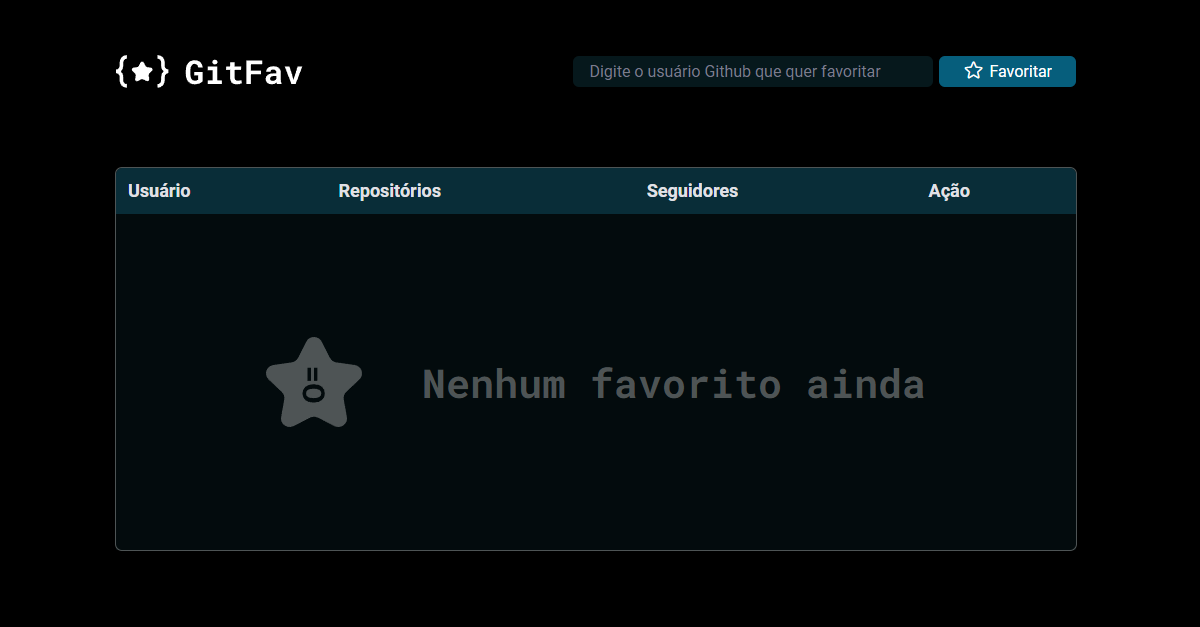 {★} GitFav
Digite o usuário Github que quer favoritar
Favoritar
Usuário Repositórios Seguidores Ação
Nenhum favorito ainda